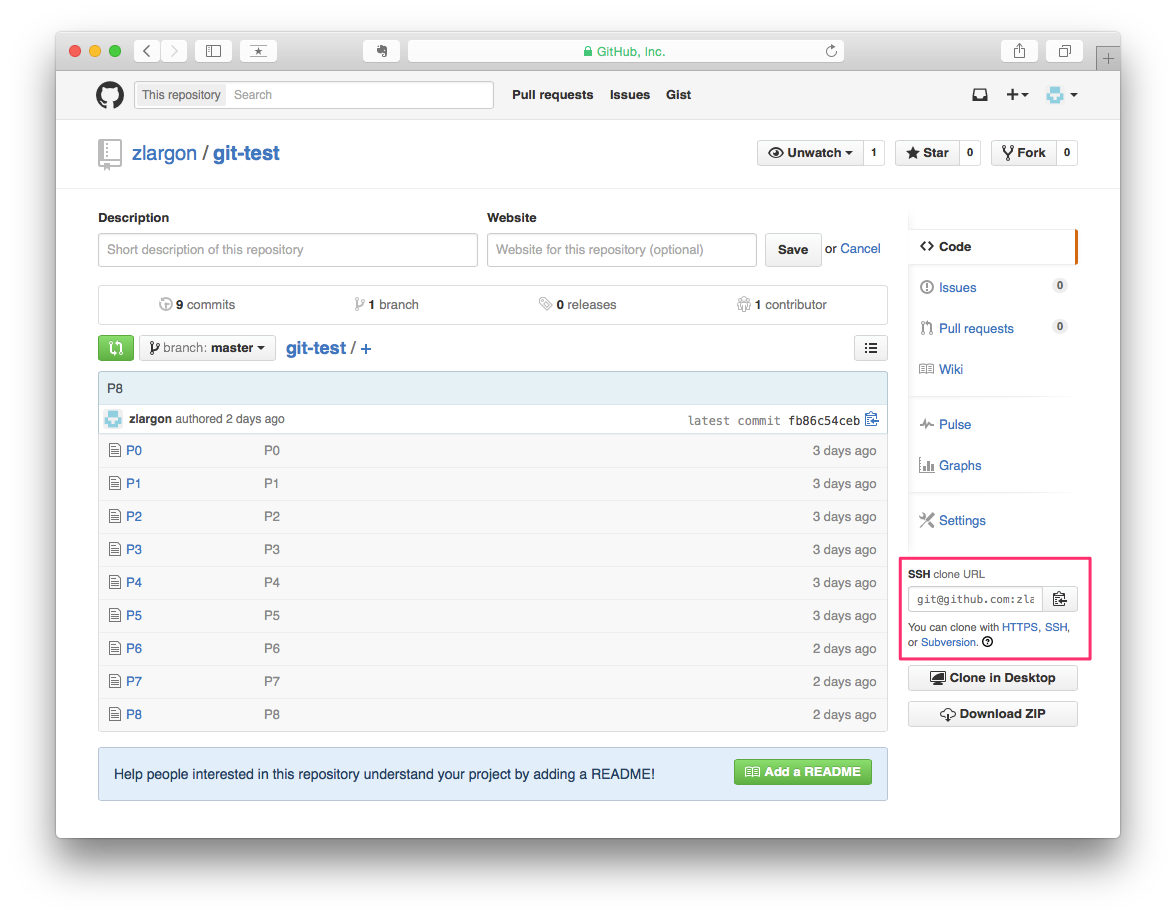 GitHub, Inc.
This repository Search Pull requests Issues Gist
zlargon / git-test Unwatch 1 Star 0 Fork 0
Description Website
Short description of this repository Website for this repository (optional) Save or Cancel
9 commits 1 branch 0 releases 1 contributor
branch: master git-test / +
P8
zlargon authored 2 days ago latest commit fb86c54ceb
P0 P0 3 days ago
P1 P1 3 days ago
P2 P2 3 days ago
P3 P3 3 days ago
P4 P4 3 days ago
P5 P5 3 days ago
P6 P6 2 days ago
P7 P7 2 days ago
P8 P8 2 days ago
Help people interested in this repository understand your project by adding a README! Add a README
Code
Issues 0
Pull requests 0
Wiki
Pulse
Graphs
Settings
SSH clone URL
git@github.com:zla
You can clone with HTTPS, SSH,
or Subversion.
Clone in Desktop
Download ZIP